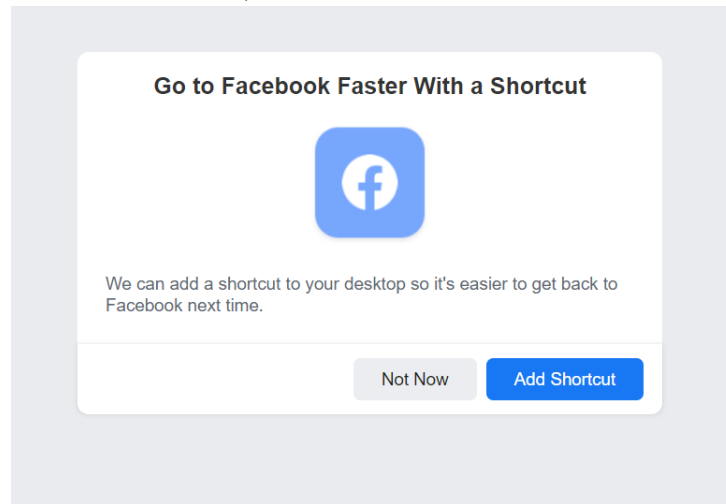 Go to Facebook Faster With a Shortcut
We can add a shortcut to your desktop so it's easier to get back to
Facebook next time.
Not Now
Add Shortcut